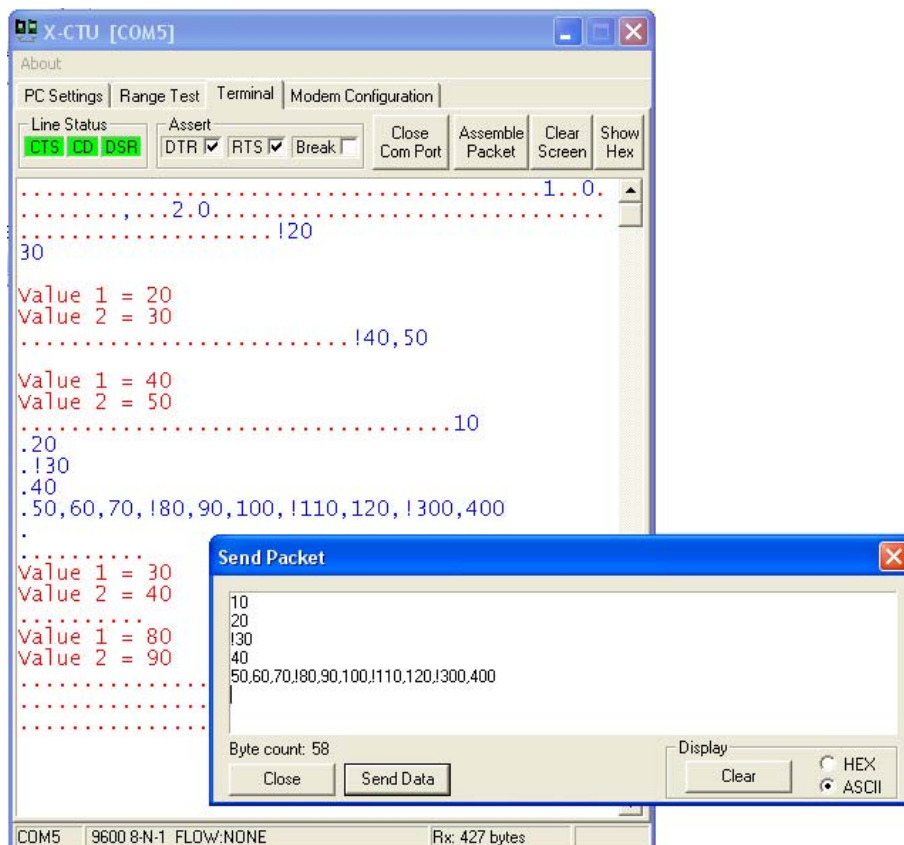 X-CTU [COM5]
About
PC Settings Range Test Terminal Modem Configuration
Line Status Assert
CTS CD DSR DTR RTS Break Close Com Port Assemble Packet Clear Screen Show Hex
.................................................1..0.
........,...2.0...............................
.....................!20
30
Value 1 = 20
Value 2 = 30
...........................!40,50
Value 1 = 40
Value 2 = 50
...................................10
.20
.!30
.40
.50,60,70,!80,90,100,!110,120,!300,400
.
..........
Value 1 = 30
Value 2 = 40
..........
Value 1 = 80
Value 2 = 90
...............
...............
...............
Send Packet
10
20
!30
40
50,60,70,!80,90,100,!110,120,!300,400
Byte count: 58
Close Send Data
Display
Clear
HEX
ASCII
COM5 9600 8-N-1 FLOW:NONE Rx: 427 bytes